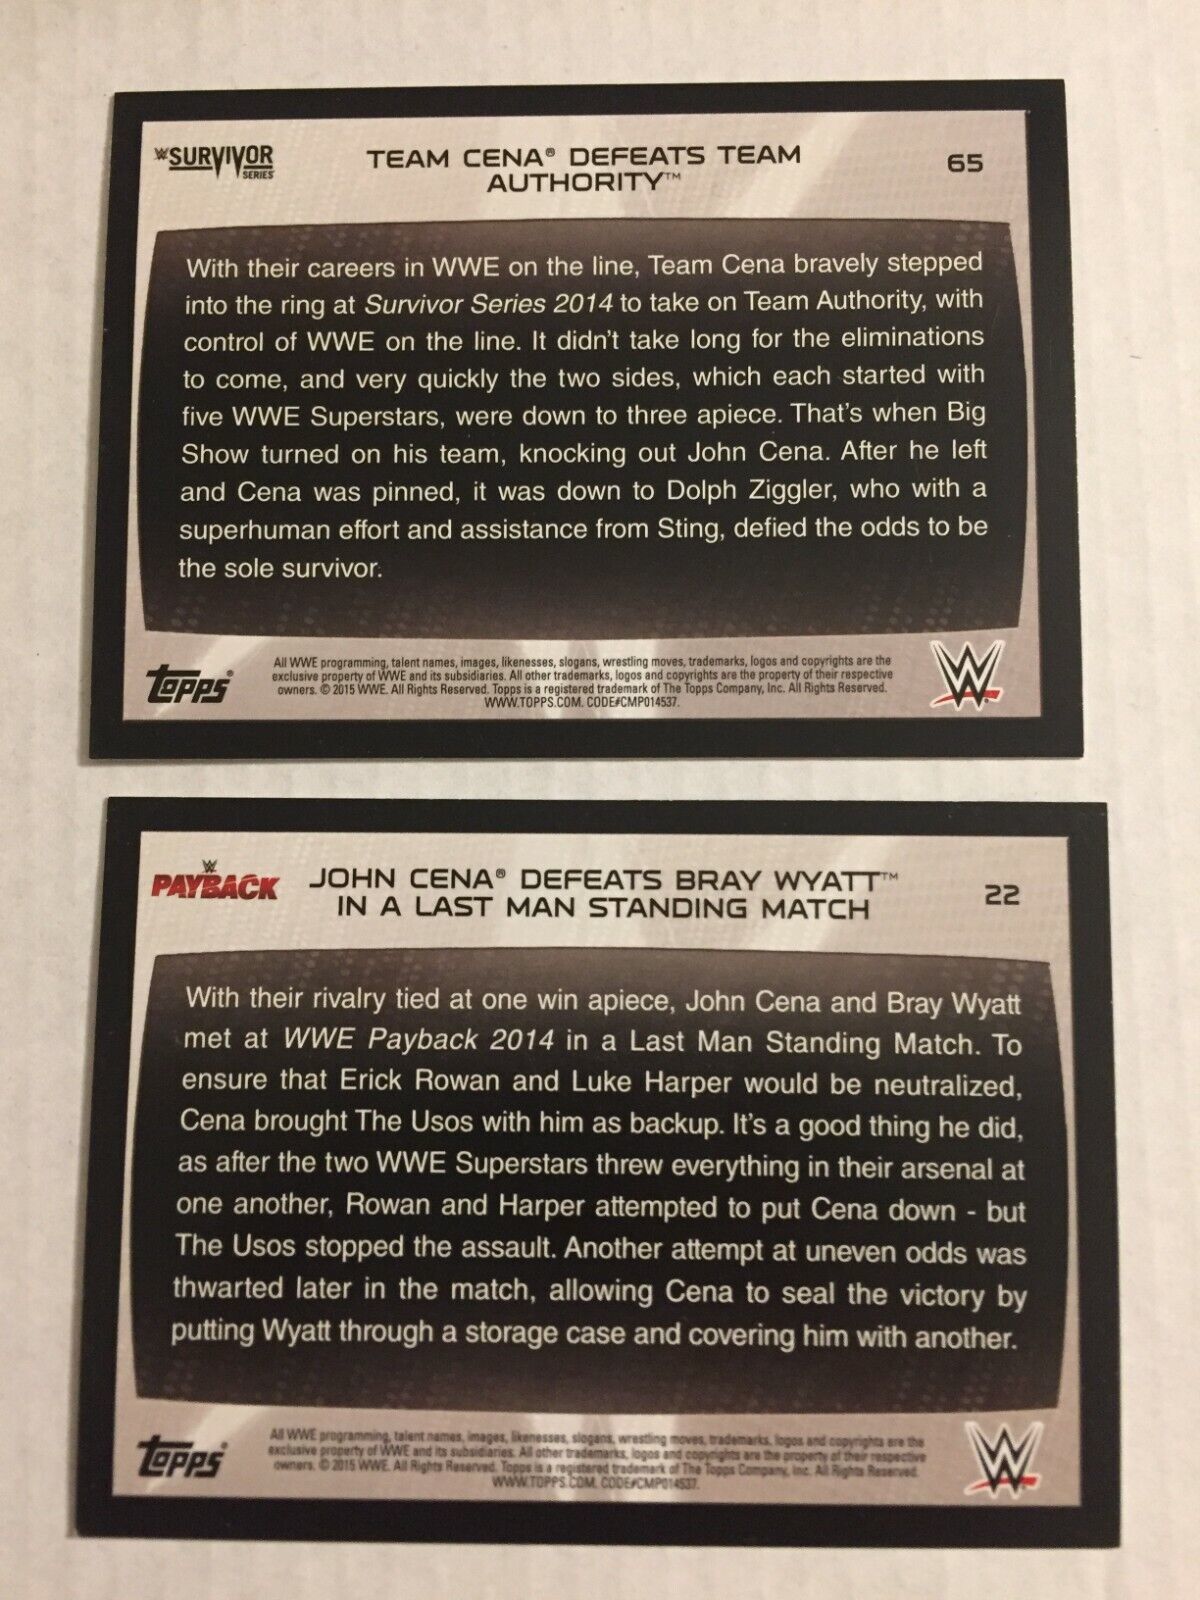 W SURVIVOR
SERIES
TEAM CENA® DEFEATS TEAM
AUTHORITY™
65
With their careers in WWE on the line, Team Cena bravely stepped
into the ring at Survivor Series 2014 to take on Team Authority, with
control of WWE on the line. It didn't take long for the eliminations
to come, and very quickly the two sides, which each started with
five WWE Superstars, were down to three apiece. That's when Big
Show turned on his team, knocking out John Cena. After he left
and Cena was pinned, it was down to Dolph Ziggler, who with a
superhuman effort and assistance from Sting, defied the odds to be
the sole survivor.
Topps®
All WWE programming, talent names, images, likenesses, slogans, wrestling moves, trademarks, logos and copyrights are the
exclusive property of WWE and its subsidiaries. All other trademarks, logos and copyrights are the property of their respective
owners. © 2015 WWE. All Rights Reserved. Topps is a registered trademark of The Topps Company, Inc. All Rights Reserved.
WWW.TOPPS.COM. CODE#CMP014537.
W
W
PAYBACK
JOHN CENA® DEFEATS BRAY WYATT™
IN A LAST MAN STANDING MATCH
22
With their rivalry tied at one win apiece, John Cena and Bray Wyatt
met at WWE Payback 2014 in a Last Man Standing Match. To
ensure that Erick Rowan and Luke Harper would be neutralized,
Cena brought The Usos with him as backup. It's a good thing he did,
as after the two WWE Superstars threw everything in their arsenal at
one another, Rowan and Harper attempted to put Cena down - but
The Usos stopped the assault. Another attempt at uneven odds was
thwarted later in the match, allowing Cena to seal the victory by
putting Wyatt through a storage case and covering him with another.
Topps®
All WWE programming, talent names, images, likenesses, slogans, wrestling moves, trademarks, logos and copyrights are the
exclusive property of WWE and its subsidiaries. All other trademarks, logos and copyrights are the property of their respective
owners. © 2015 WWE. All Rights Reserved. Topps is a registered trademark of The Topps Company, Inc. All Rights Reserved.
WWW.TOPPS.COM. CODE#CMP014537.
W